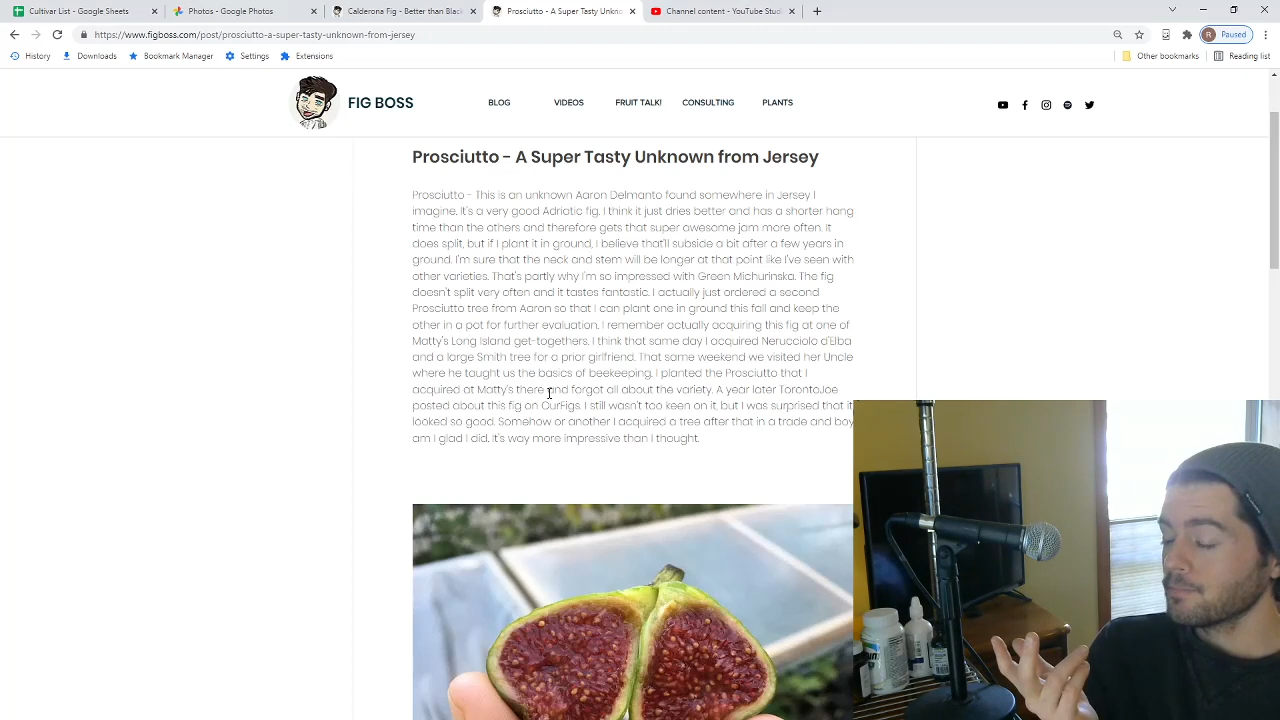 Cultivar List - Google Sheets
Photos - Google Photos
Calderona Fig - Better than Black
Prosciutto - A Super Tasty Unkno
Channel content - YouTube Studi
https://www.figboss.com/post/prosciutto-a-super-tasty-unknown-from-jersey
R Paused
History
Downloads
Bookmark Manager
Settings
Extensions
Other bookmarks
Reading list
FIG BOSS
BLOG
VIDEOS
FRUIT TALK!
CONSULTING
PLANTS
Prosciutto - A Super Tasty Unknown from Jersey
Prosciutto - This is an unknown Aaron Delmanto found somewhere in Jersey I
imagine. It's a very good Adriatic fig. I think it just dries better and has a shorter hang
time than the others and therefore gets that super awesome jam more often. It
does split, but if I plant it in ground, I believe that'll subside a bit after a few years in
ground. I'm sure that the neck and stem will be longer at that point like I've seen with
other varieties. That's partly why I'm so impressed with Green Michurinska. The fig
doesn't split very often and it tastes fantastic. I actually just ordered a second
Prosciutto tree from Aaron so that I can plant one in ground this fall and keep the
other in a pot for further evaluation. I remember actually acquiring this fig at one of
Matty's Long Island get-togethers. I think that same day I acquired Nerucciolo d'Elba
and a large Smith tree for a prior girlfriend. That same weekend we visited her Uncle
where he taught us the basics of beekeeping. I planted the Prosciutto that I
acquired at Matty's there and forgot all about the variety. A year later TorontoJoe
posted about this fig on OurFigs. I still wasn't too keen on it, but I was surprised that it
looked so good. Somehow or another I acquired a tree after that in a trade and boy
am I glad I did. It's way more impressive than I thought.